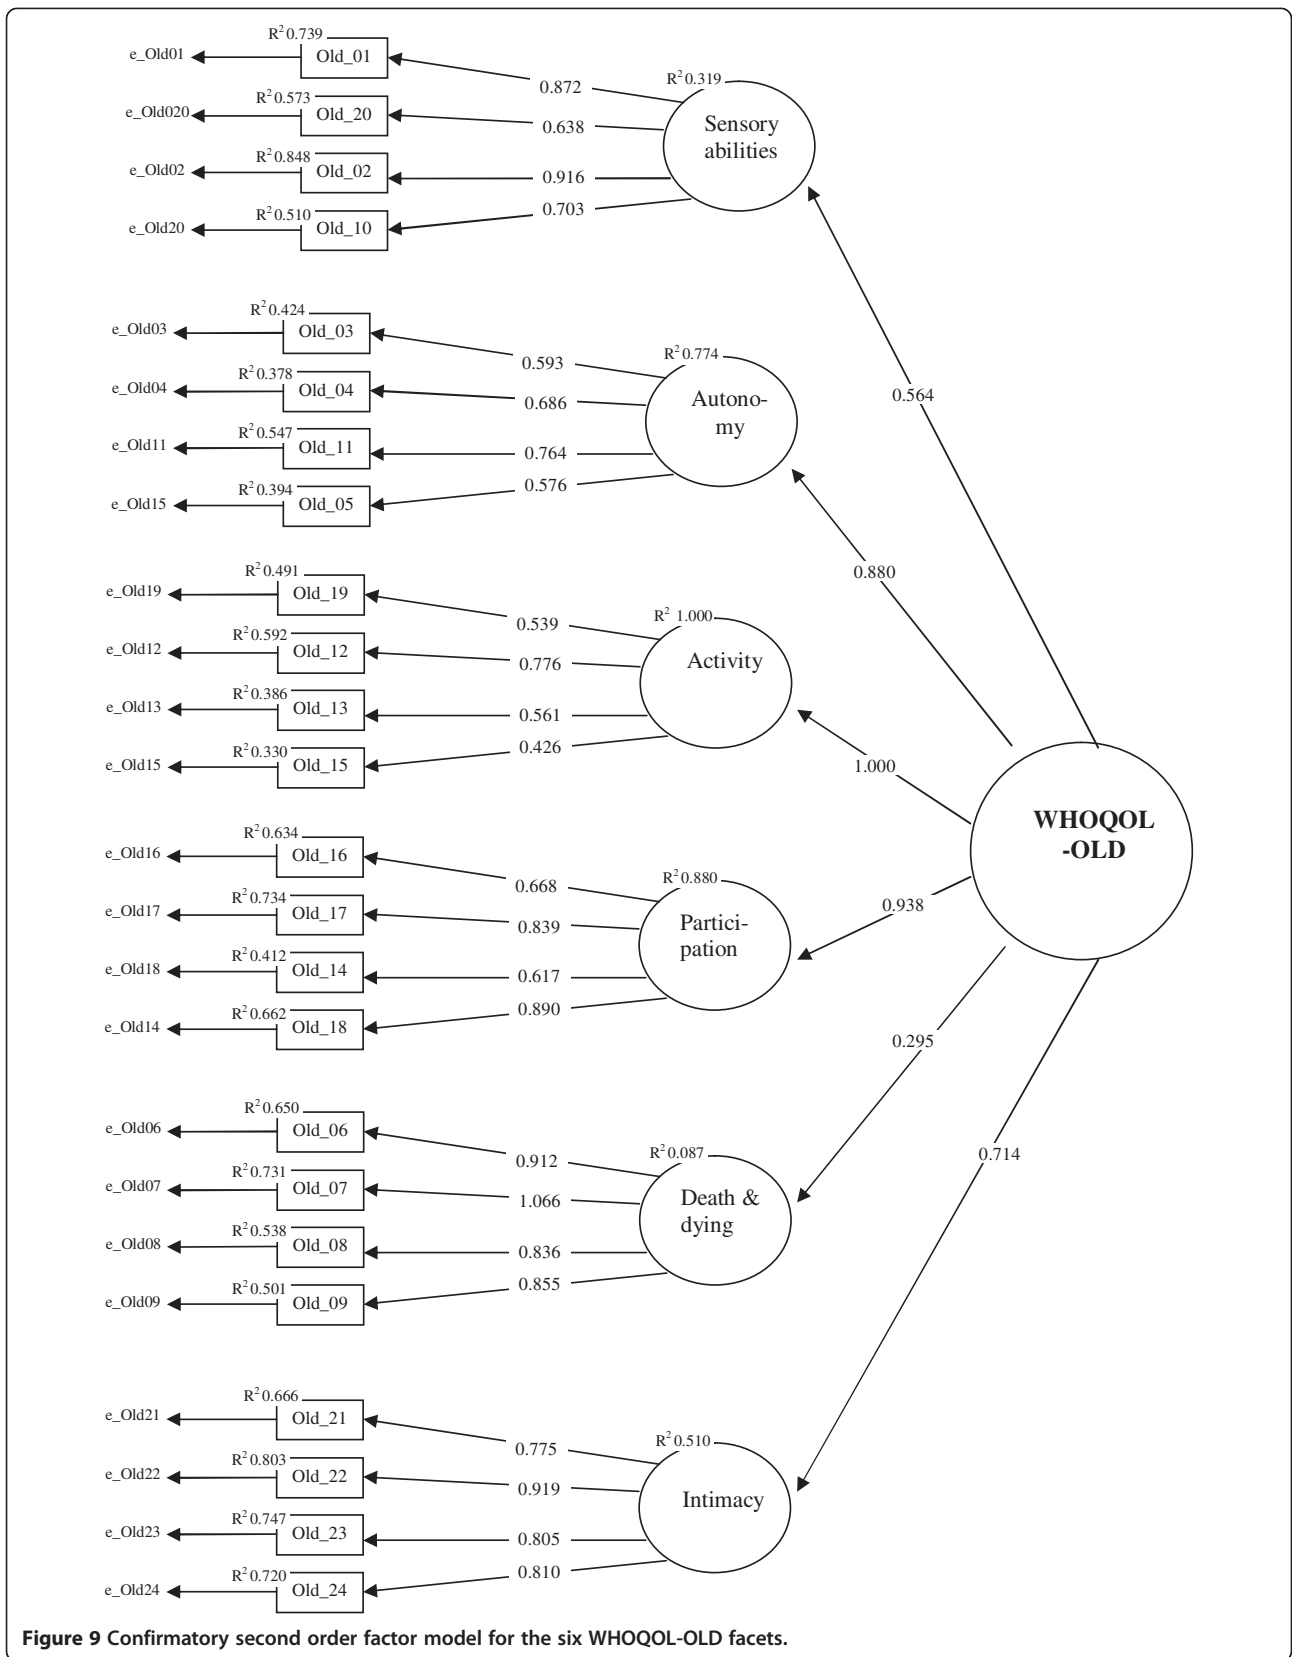 R² 0.739
e_Old01 Old_01
0.872
R² 0.573
e_Old020 Old_20
0.638
R² 0.848
e_Old02 Old_02
0.916
R² 0.510
e_Old20 Old_10
0.703
R² 0.319
Sensory
abilities
0.564
R² 0.424
e_Old03 Old_03
0.593
R² 0.378
e_Old04 Old_04
0.686
R² 0.547
e_Old11 Old_11
0.764
R² 0.394
e_Old15 Old_05
0.576
R² 0.774
Autono-
my
0.880
R² 0.491
e_Old19 Old_19
0.539
R² 0.592
e_Old12 Old_12
0.776
R² 0.386
e_Old13 Old_13
0.561
R² 0.330
e_Old15 Old_15
0.426
R² 1.000
Activity
1.000
WHOQOL
-OLD
R² 0.634
e_Old16 Old_16
0.668
R² 0.734
e_Old17 Old_17
0.839
R² 0.412
e_Old18 Old_14
0.617
R² 0.662
e_Old14 Old_18
0.890
R² 0.880
Partici-
pation
0.938
R² 0.650
e_Old06 Old_06
0.912
R² 0.731
e_Old07 Old_07
1.066
R² 0.538
e_Old08 Old_08
0.836
R² 0.501
e_Old09 Old_09
0.855
R² 0.087
Death &
dying
0.295
R² 0.666
e_Old21 Old_21
0.775
R² 0.803
e_Old22 Old_22
0.919
R² 0.747
e_Old23 Old_23
0.805
R² 0.720
e_Old24 Old_24
0.810
R² 0.510
Intimacy
0.714
Figure 9 Confirmatory second order factor model for the six WHOQOL-OLD facets.